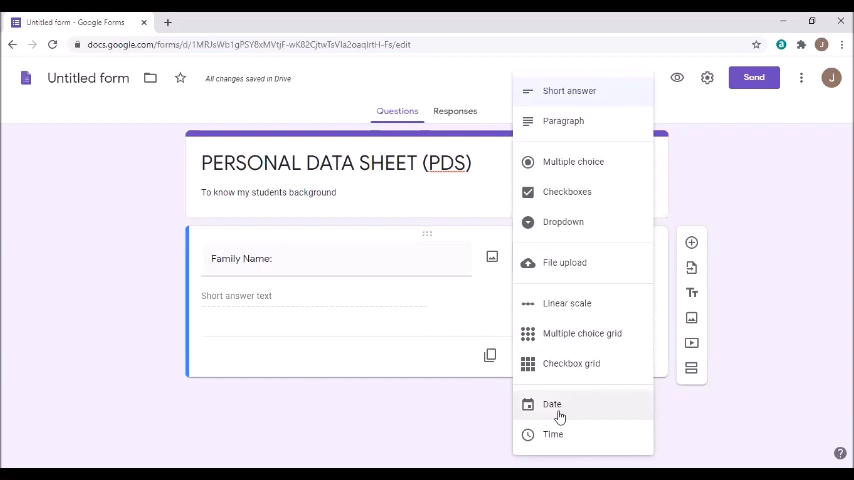 Untitled form - Google Forms
docs.google.com/forms/d/1MRJsWb1gPSY8xMVtjF-wK82CjtwTsVla2oaqIrtH-Fs/edit
Untitled form
All changes saved in Drive
Send
J
Questions
Responses
PERSONAL DATA SHEET (PDS)
To know my students background
Family Name:
Short answer text
Short answer
Paragraph
Multiple choice
Checkboxes
Dropdown
File upload
Linear scale
Multiple choice grid
Checkbox grid
Date
Time